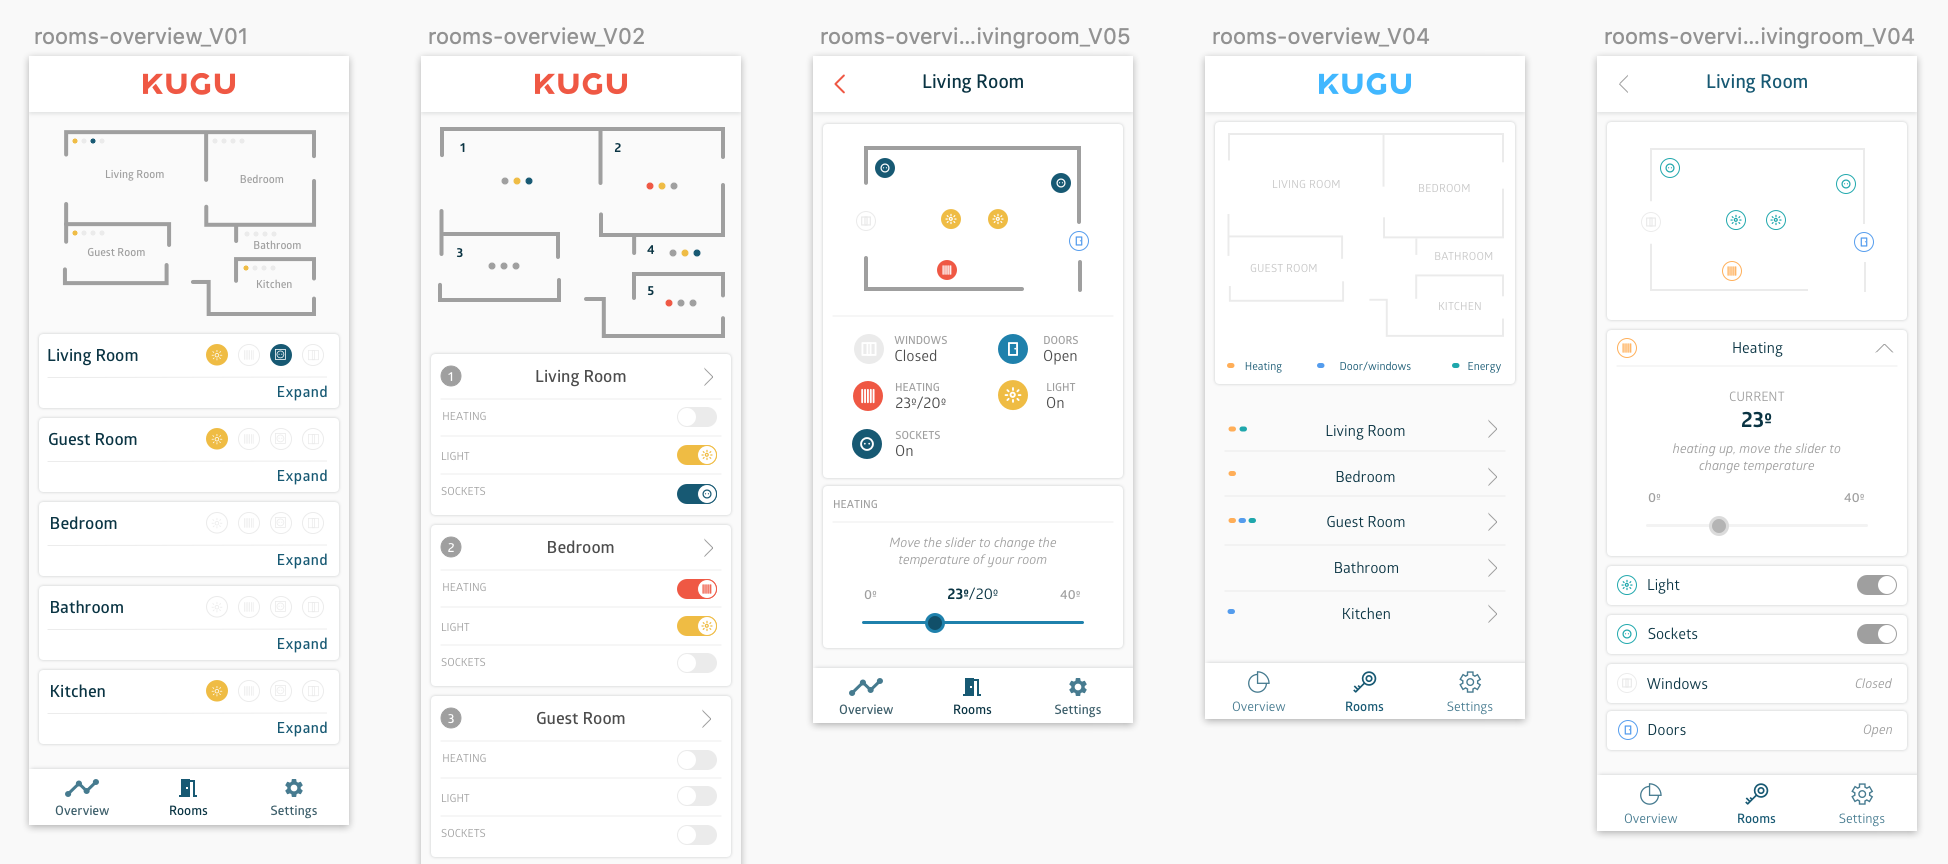 rooms-overview_V01
KUGU
Living Room
Bedroom
Guest Room
Bathroom
Kitchen
Living Room
Expand
Guest Room
Expand
Bedroom
Expand
Bathroom
Expand
Kitchen
Expand
Overview Rooms Settings
rooms-overview_V02
KUGU
1 2
3 4
5
1 Living Room
HEATING
LIGHT
SOCKETS
2 Bedroom
HEATING
LIGHT
SOCKETS
3 Guest Room
HEATING
LIGHT
SOCKETS
rooms-overvi...ivingroom_V05
Living Room
WINDOWS
Closed
DOORS
Open
HEATING
23º/20º
LIGHT
On
SOCKETS
On
HEATING
Move the slider to change the
temperature of your room
0º 23º/20º 40º
Overview Rooms Settings
rooms-overview_V04
KUGU
LIVING ROOM
BEDROOM
GUEST ROOM
BATHROOM
KITCHEN
Heating Door/windows Energy
Living Room
Bedroom
Guest Room
Bathroom
Kitchen
Overview Rooms Settings
rooms-overvi...ivingroom_V04
Living Room
Heating
CURRENT
23º
heating up, move the slider to
change temperature
0º 40º
Light
Sockets
Windows Closed
Doors Open
Overview Rooms Settings